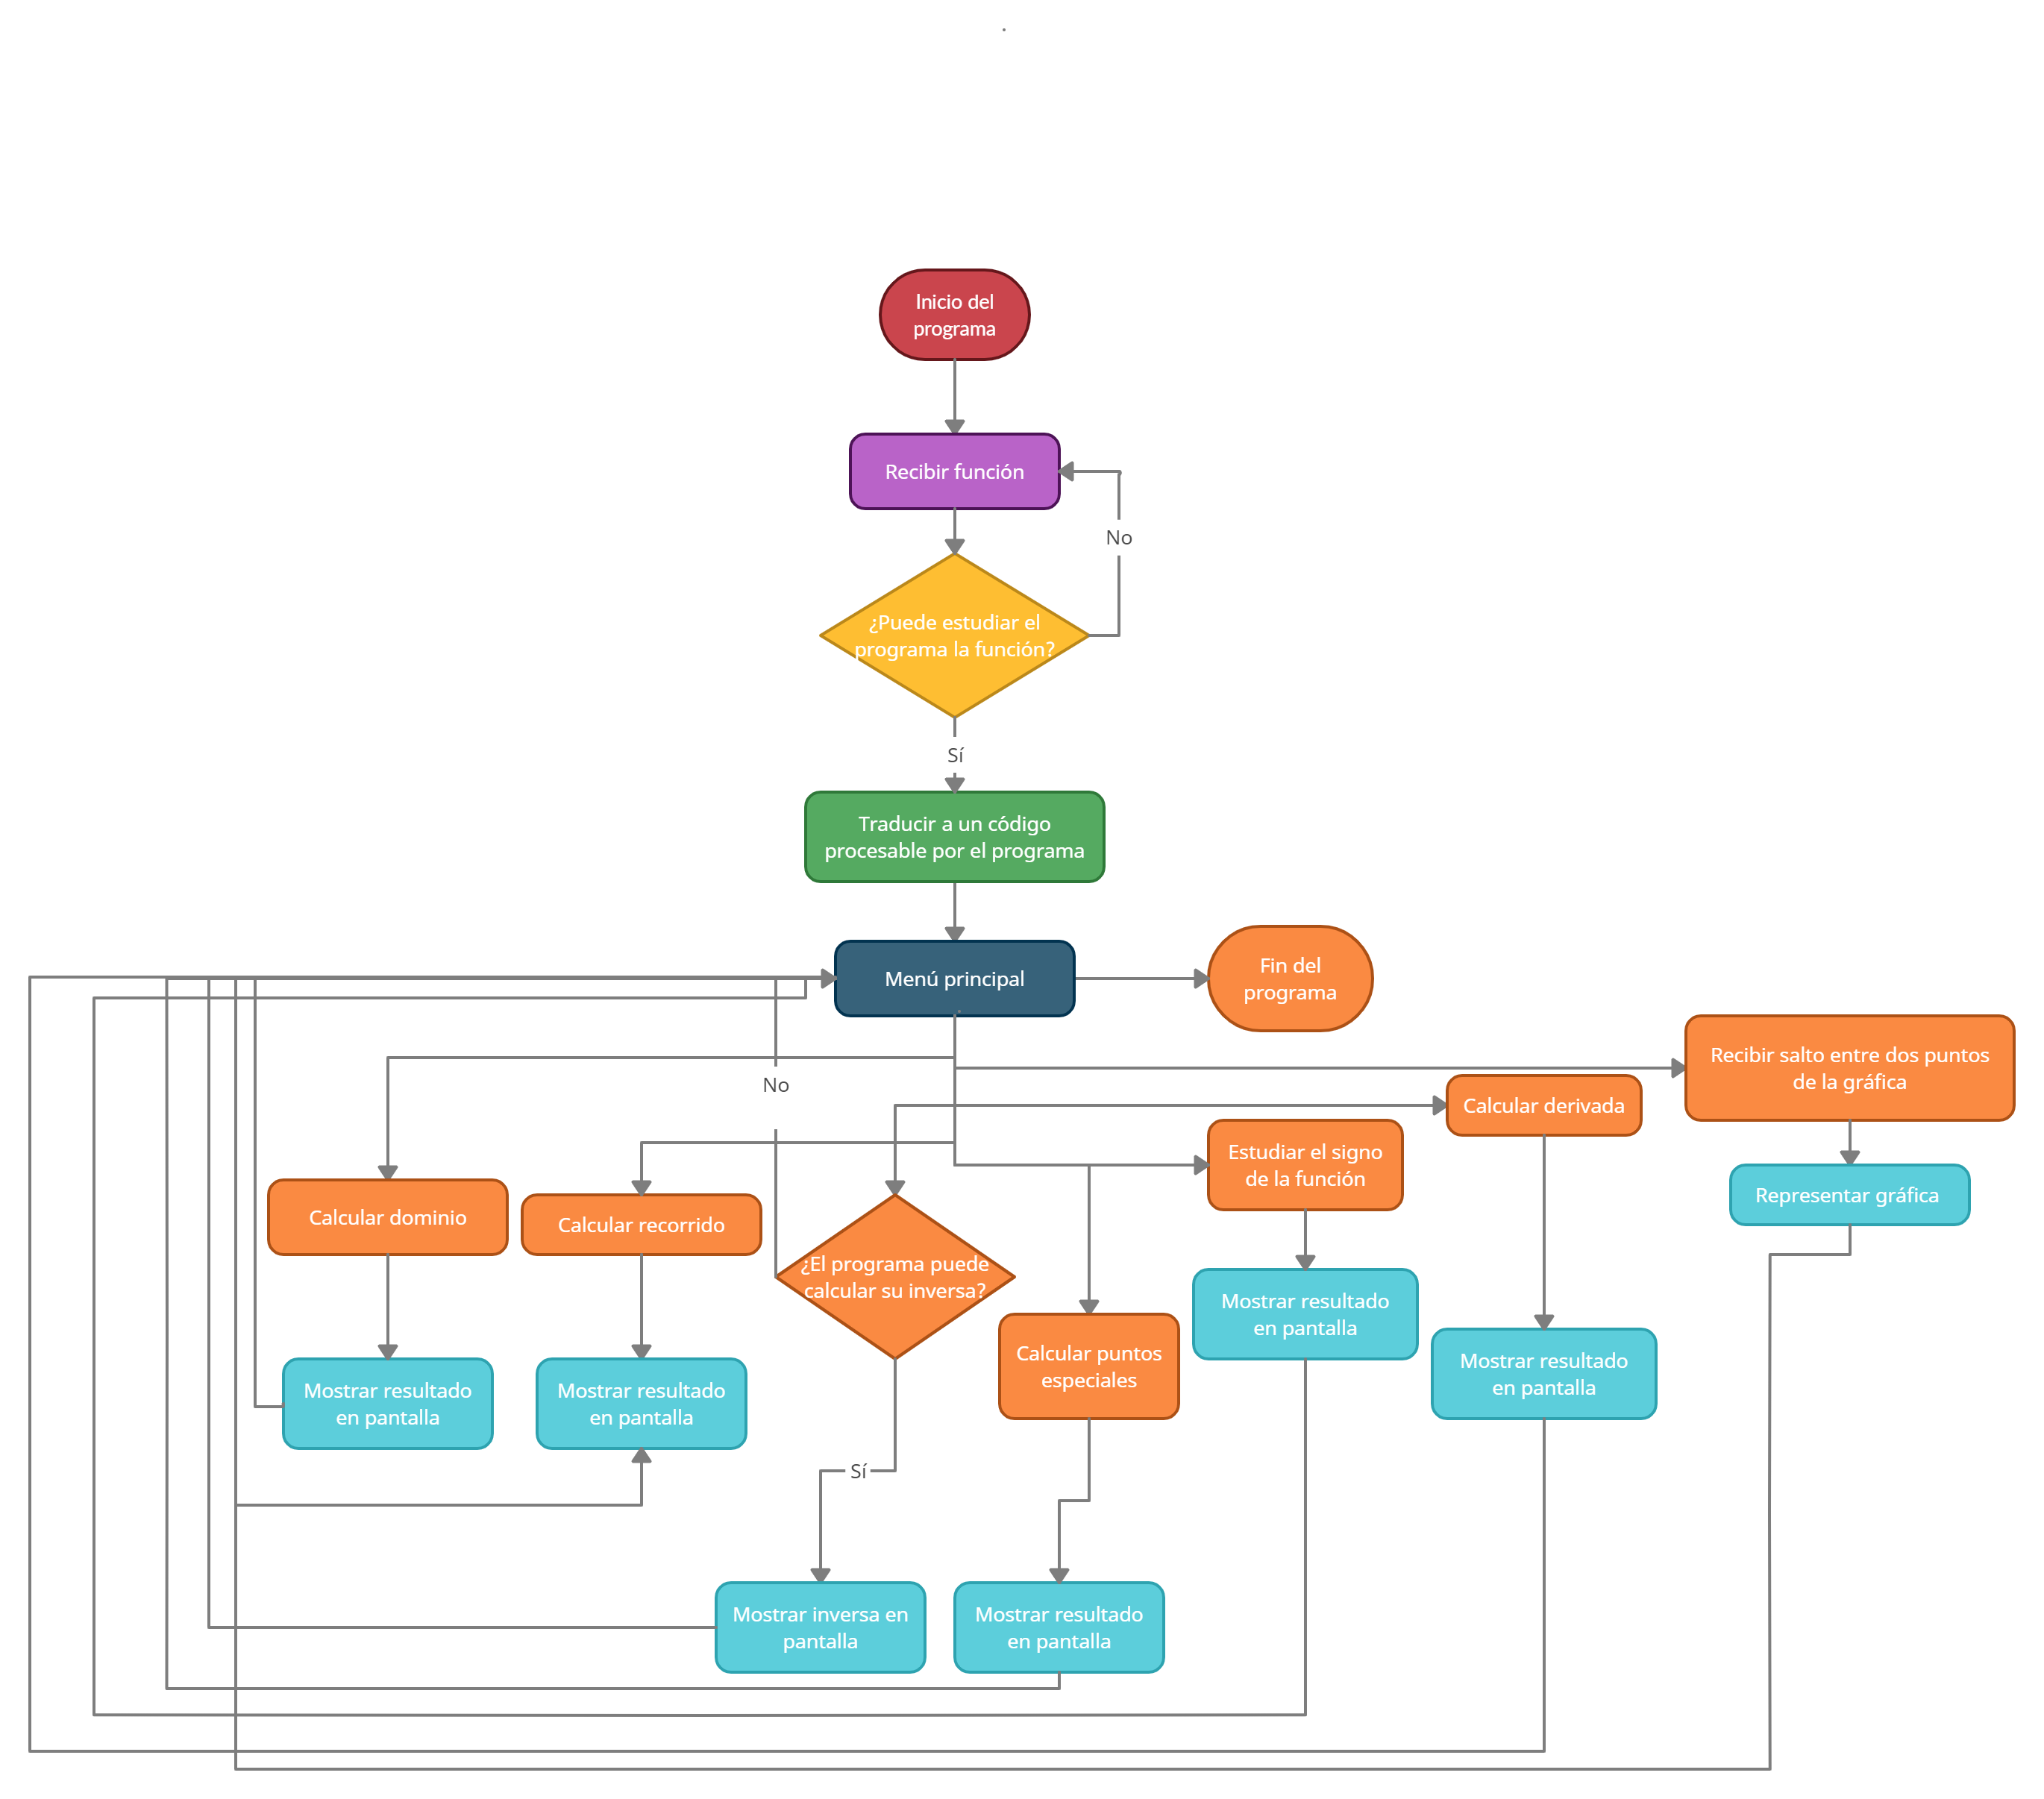 Inicio del
programa
Recibir función
No
¿Puede estudiar el
programa la función?
Sí
Traducir a un código
procesable por el programa
Menú principal
Fin del
programa
Recibir salto entre dos puntos
de la gráfica
No
Calcular derivada
Estudiar el signo
de la función
Representar gráfica
Calcular dominio
Calcular recorrido
¿El programa puede
calcular su inversa?
Mostrar resultado
en pantalla
Calcular puntos
especiales
Mostrar resultado
en pantalla
Mostrar resultado
en pantalla
Mostrar resultado
en pantalla
Sí
Mostrar inversa en
pantalla
Mostrar resultado
en pantalla